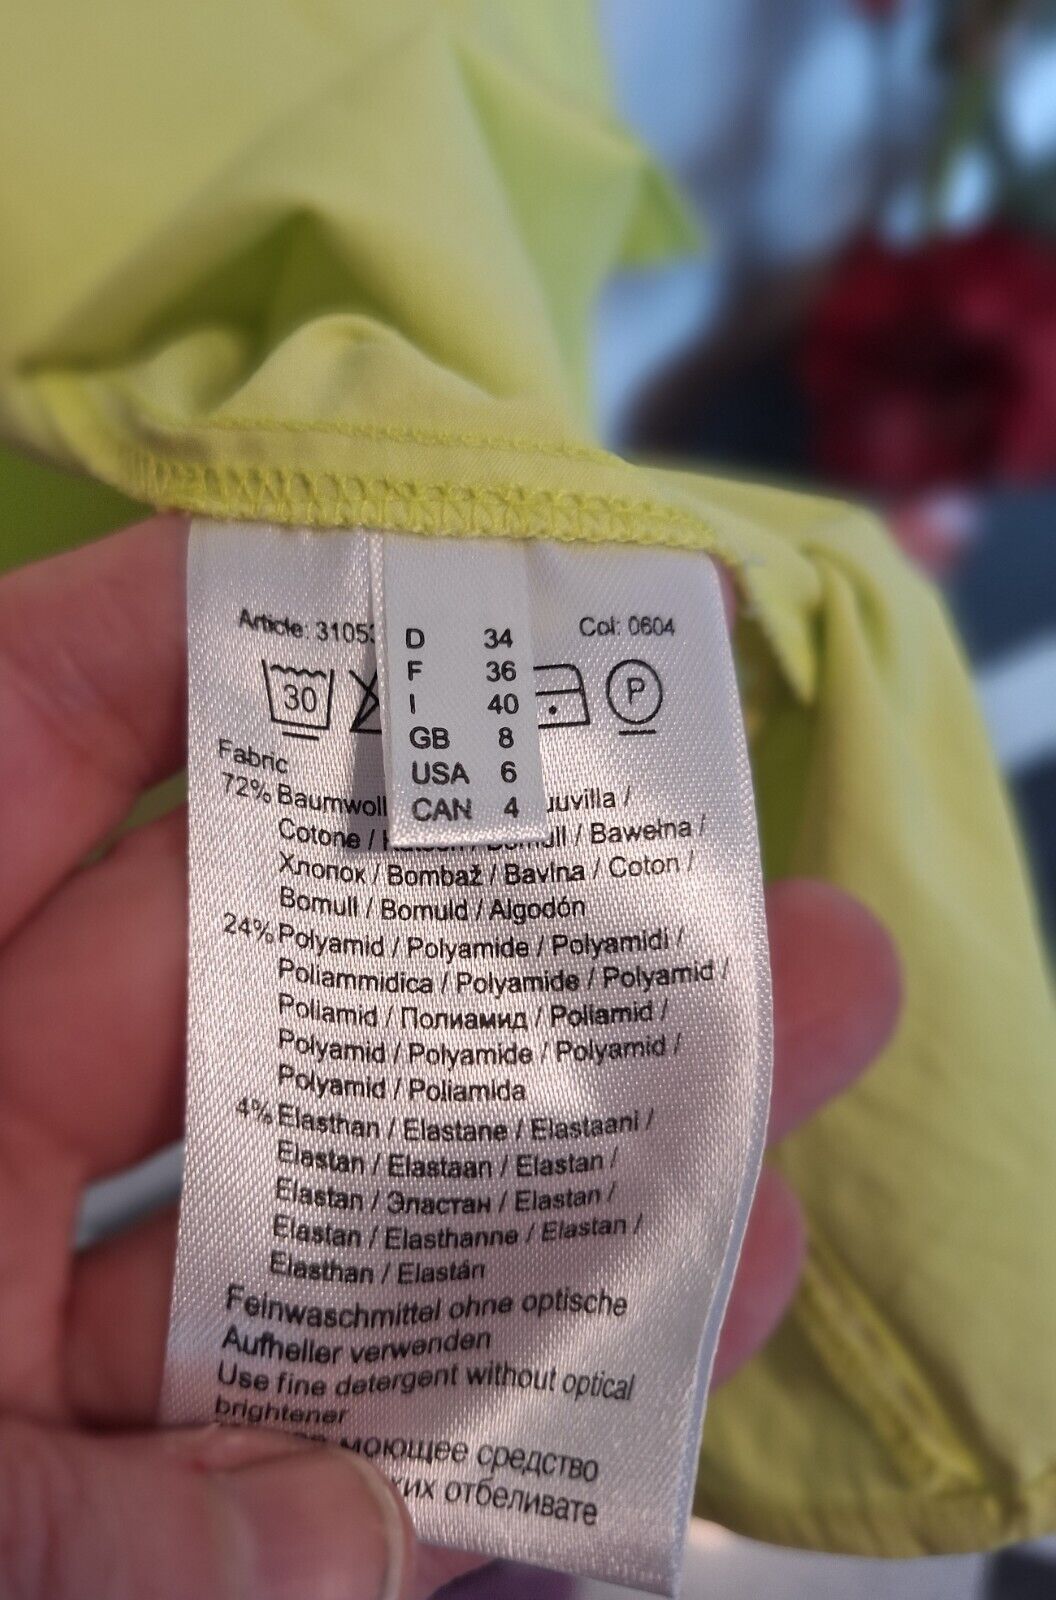 Article: 3105
Col: 0604
D 34
F 36
I 40
GB 8
USA 6
CAN 4
30
P
Fabric
72% Baumwoll uuvilla /
Cotone / / Bawełna /
Хлопок / Bombaž / Bavlna / Coton /
Bomull / Bomuld / Algodón
24% Polyamid / Polyamide / Polyamidi /
Poliammidica / Polyamide / Polyamid /
Poliamid / Полиамид / Poliamid /
Polyamid / Polyamide / Polyamid /
Polyamid / Poliamida
4% Elasthan / Elastane / Elastaani /
Elastan / Elastaan / Elastan /
Elastan / Эластан / Elastan /
Elastan / Elasthanne / Elastan /
Elasthan / Elastán
Feinwaschmittel ohne optische
Aufheller verwenden
Use fine detergent without optical
brightener
моющее средство
ких отбеливате